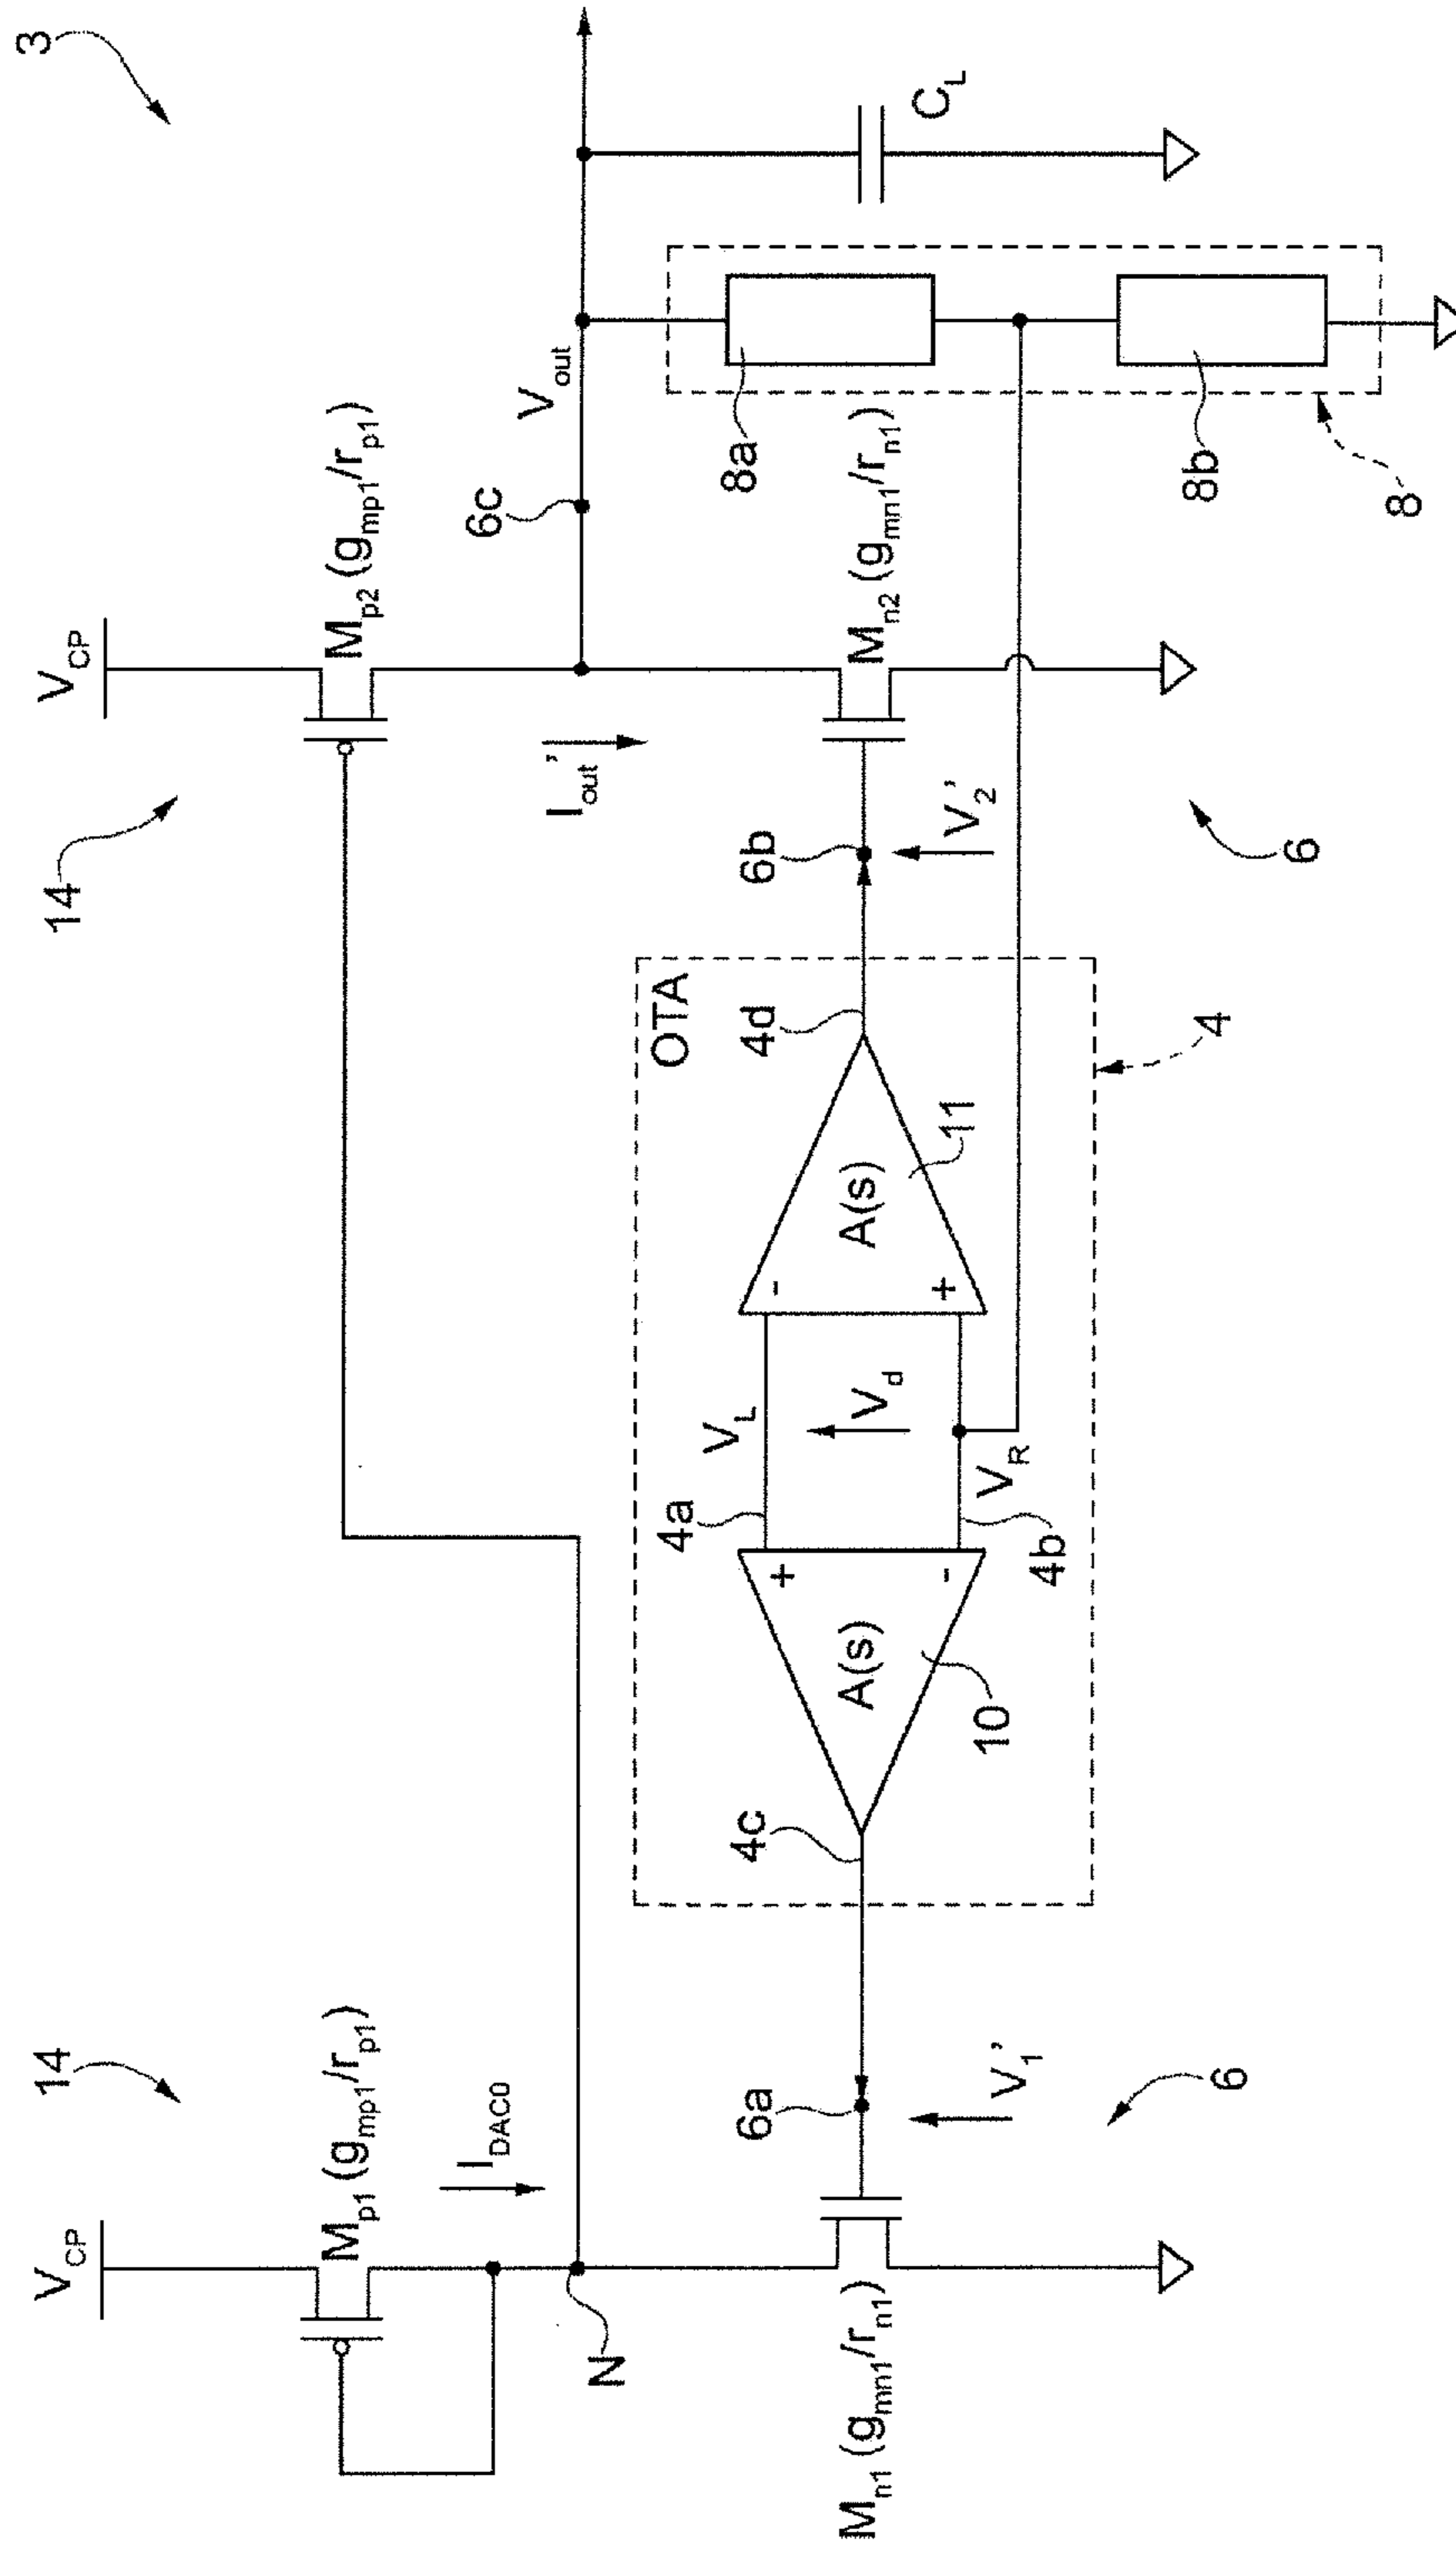 3
14
14
V_CP
V_CP
M_p1 (g_mp1/r_p1)
M_p2 (g_mp1/r_p1)
I_DAC0
I_out'
V_out
6c
N
OTA
4a
V_L
4c
4d
6a
6b
8a
C_L
+
-
-
+
A(s)
A(s)
V_d
M_n1 (g_mn1/r_n1)
M_n2 (g_mn1/r_n1)
10
11
4b
V_R
V_1'
V_2'
6
4
6
8b
8